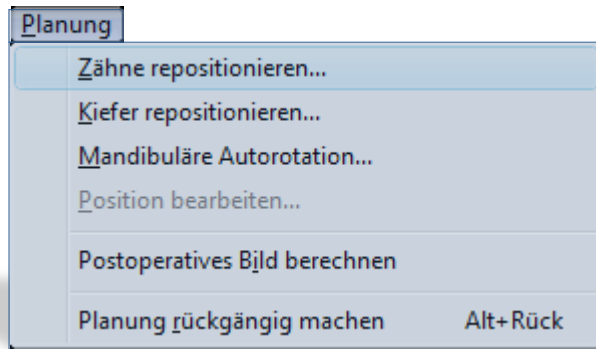 Planung
Zähne repositionieren...
Kiefer repositionieren...
Mandibuläre Autorotation...
Position bearbeiten...
Postoperatives Bild berechnen
Planung rückgängig machen Alt+Rück